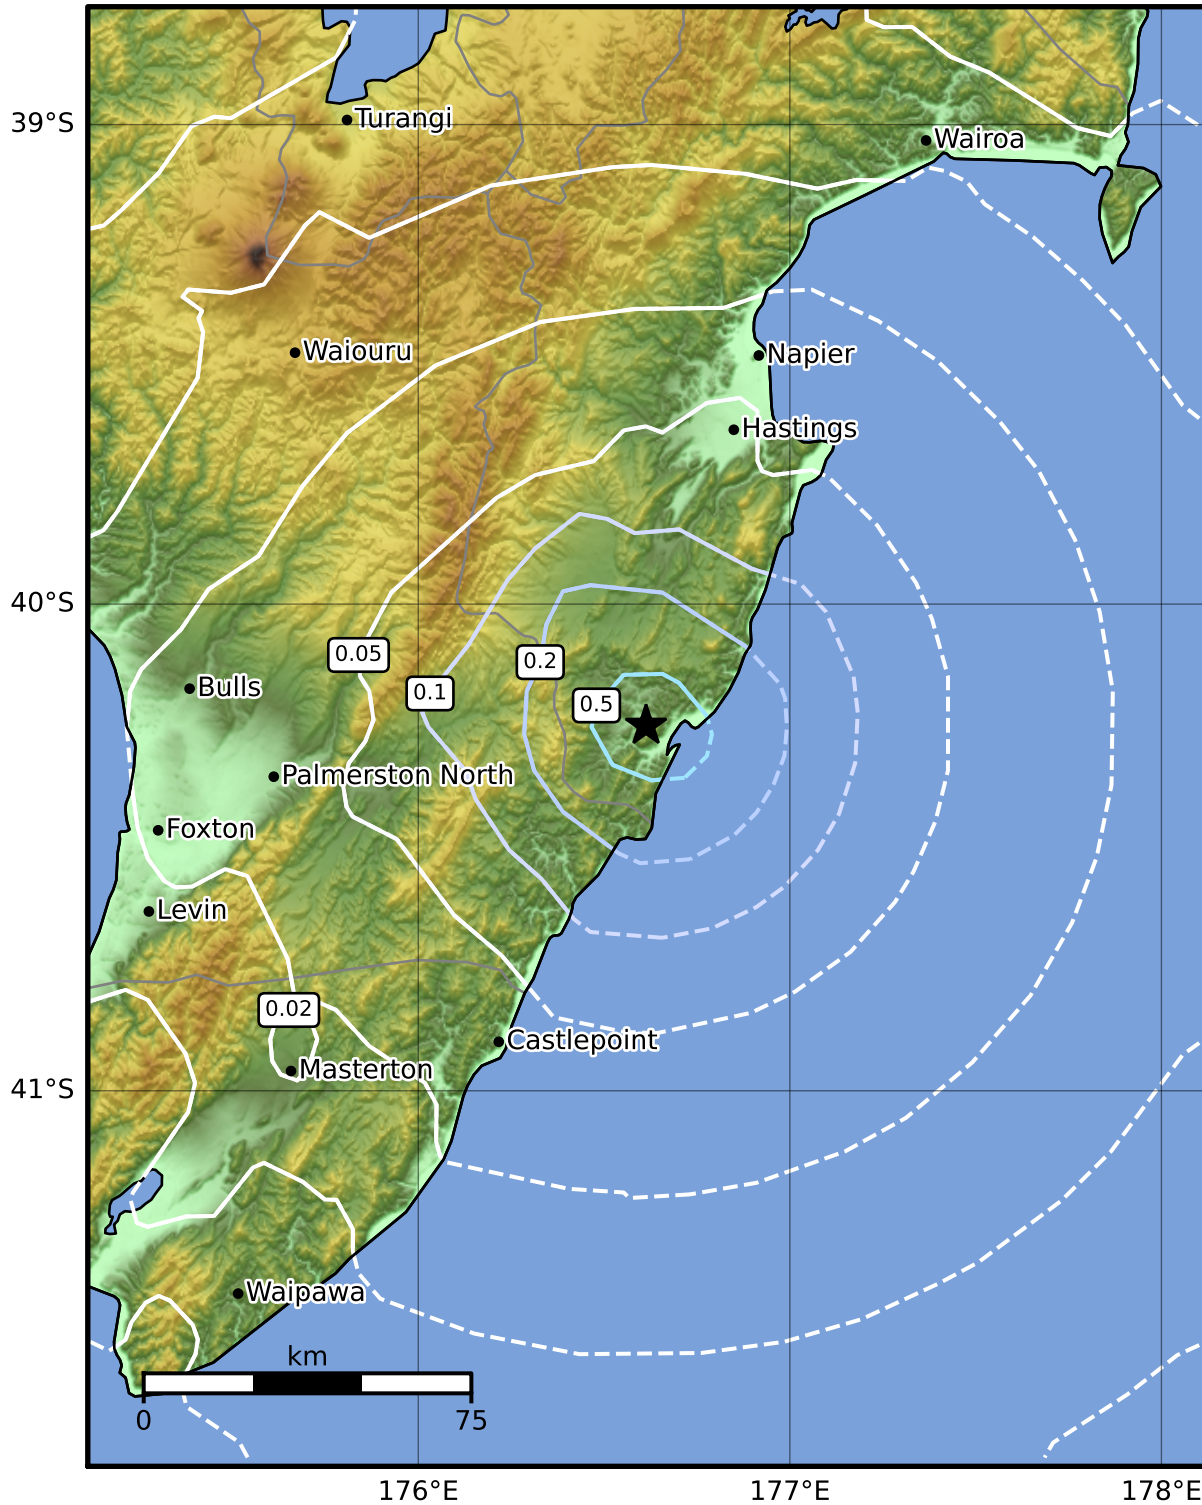 39°S
Turangi
Wairoa
Waiouru
Napier
Hastings
40°S
0.05
0.2
0.1
Bulls
0.5
Palmerston North
Foxton
Levin
0.02
Castlepoint
Masterton
41°S
Waipawa
km
0
75
176°E
177°E
178°E